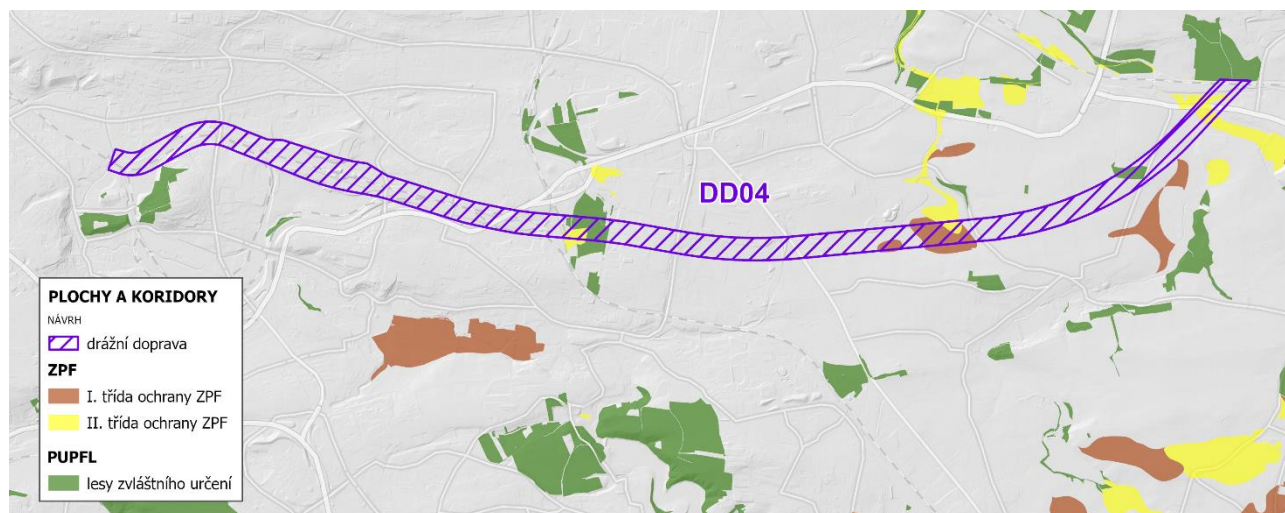 DD04
PLOCHY A KORIDORY
NÁVRH
drážní doprava
ZPF
I. třída ochrany ZPF
II. třída ochrany ZPF
PUPFL
lesy zvláštního určení